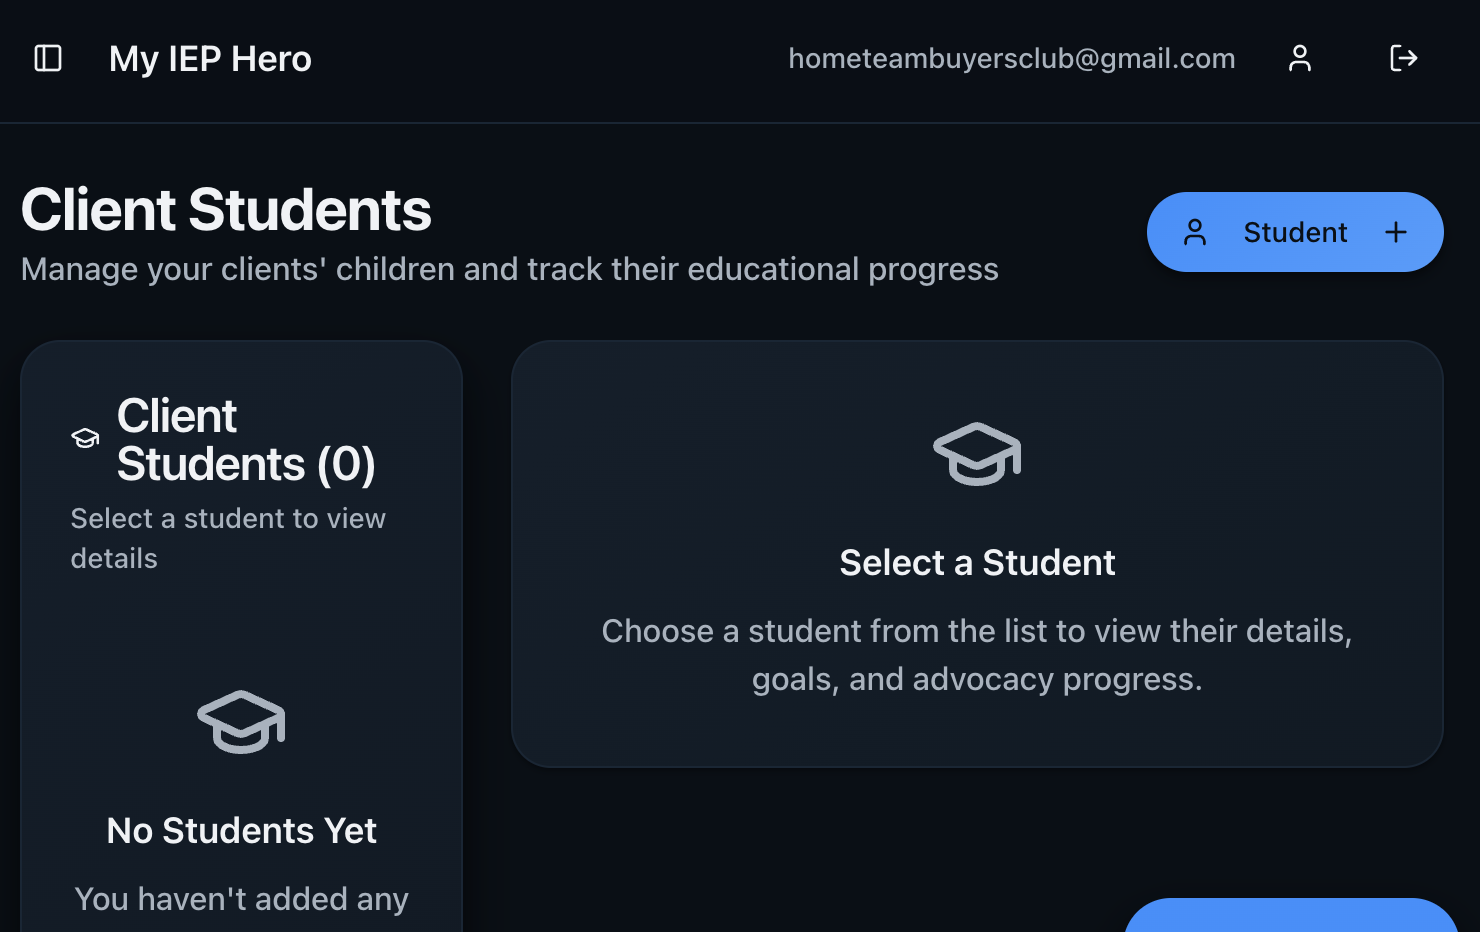 My IEP Hero
hometeambuyersclub@gmail.com
Client Students
Manage your clients' children and track their educational progress
Student
Client
Students (0)
Select a student to view
details
No Students Yet
You haven't added any
Select a Student
Choose a student from the list to view their details,
goals, and advocacy progress.